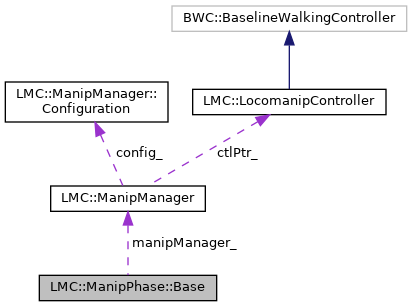 BWC::BaselineWalkingController
LMC::ManipManager::
Configuration
LMC::LocomanipController
config_
ctlPtr_
LMC::ManipManager
manipManager_
LMC::ManipPhase::Base